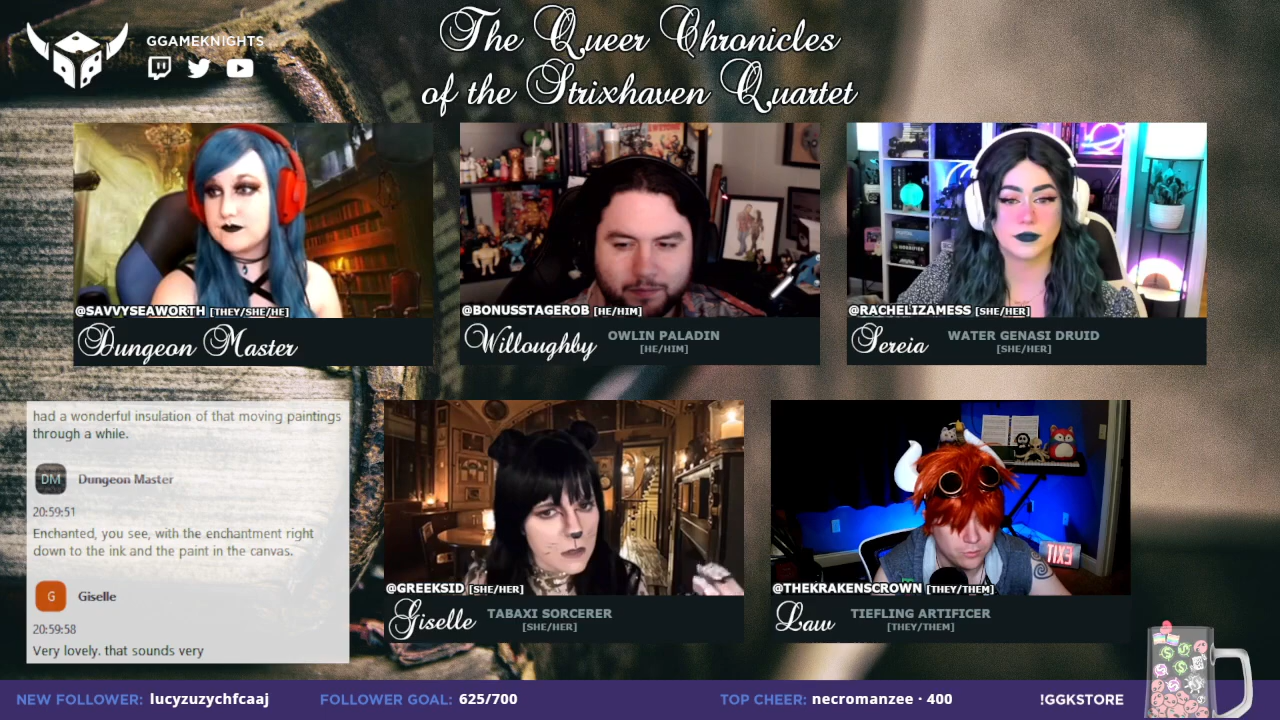 GGAMEKNIGHTS
The Queer Chronicles
of the Strixhaven Quartet
@SAVVYSEAWORTH [THEY/SHE/HE]
Dungeon Master
@BONUSSTAGEROB [HE/HIM]
Willoughby
OWLIN PALADIN
[HE/HIM]
@RACHELIZAMESS [SHE/HER]
Sereia
WATER GENASI DRUID
[SHE/HER]
had a wonderful insulation of that moving paintings
through a while.
DM Dungeon Master
20:59:51
Enchanted, you see, with the enchantment right
down to the ink and the paint in the canvas.
G Giselle
20:59:58
Very lovely. that sounds very
@GREEKSID [SHE/HER]
Giselle
TABAXI SORCERER
[SHE/HER]
EXIT
@THEKRAKENSCROWN [THEY/THEM]
Law
TIEFLING ARTIFICER
[THEY/THEM]
NEW FOLLOWER: lucyzuzychfcaaj
FOLLOWER GOAL: 625/700
TOP CHEER: necromanzee · 400
!GGKSTORE